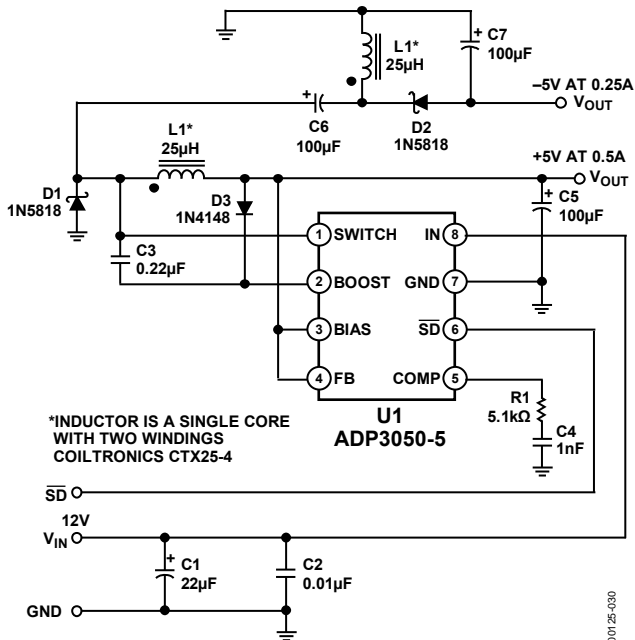 C7
100µF
L1*
25µH
–5V AT 0.25A
VOUT
C6
100µF
D2
1N5818
L1*
25µH
+5V AT 0.5A
VOUT
D1
1N5818
D3
1N4148
C5
100µF
C3
0.22µF
1 SWITCH IN 8
2 BOOST GND 7
3 BIAS SD 6
4 FB COMP 5
R1
5.1kΩ
C4
1nF
U1
ADP3050-5
*INDUCTOR IS A SINGLE CORE
WITH TWO WINDINGS
COILTRONICS CTX25-4
SD
12V
VIN
C1
22µF
C2
0.01µF
GND